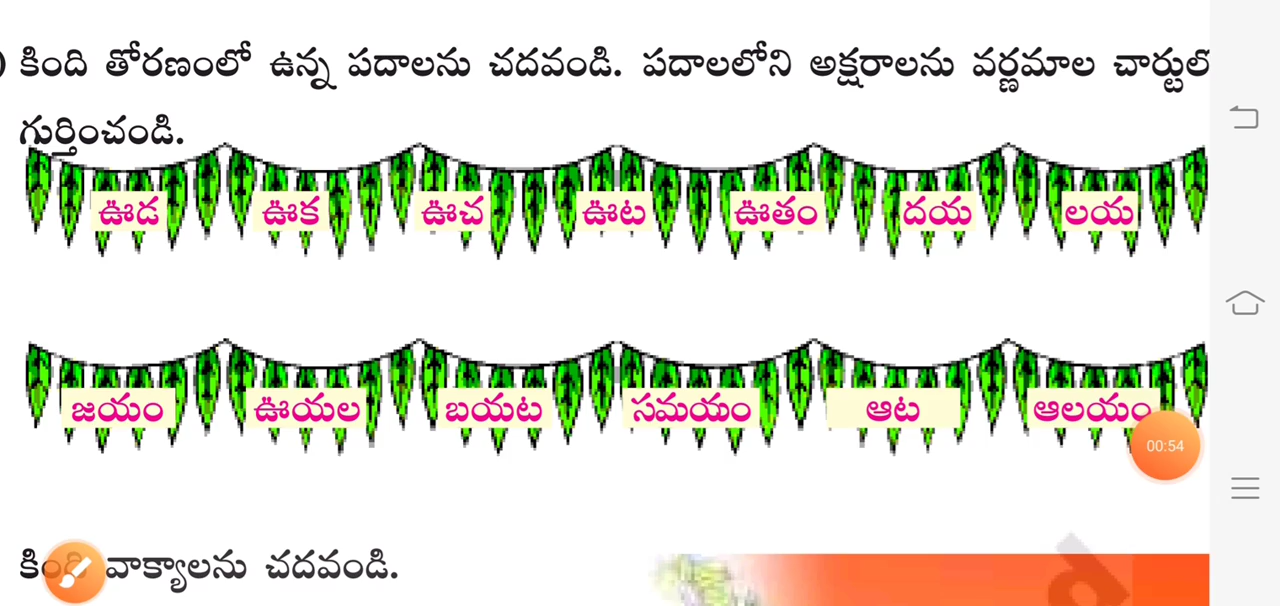 ) కింది తోరణంలో ఉన్న పదాలను చదవండి. పదాలలోని అక్షరాలను వర్ణమాల చార్టులో
గుర్తించండి.
ఊడ ఊక ఊచ ఊట ఊతం దయ లయ
జయం ఊయల బయట సమయం ఆట ఆలయం
00:54
కింది వాక్యాలను చదవండి.
d